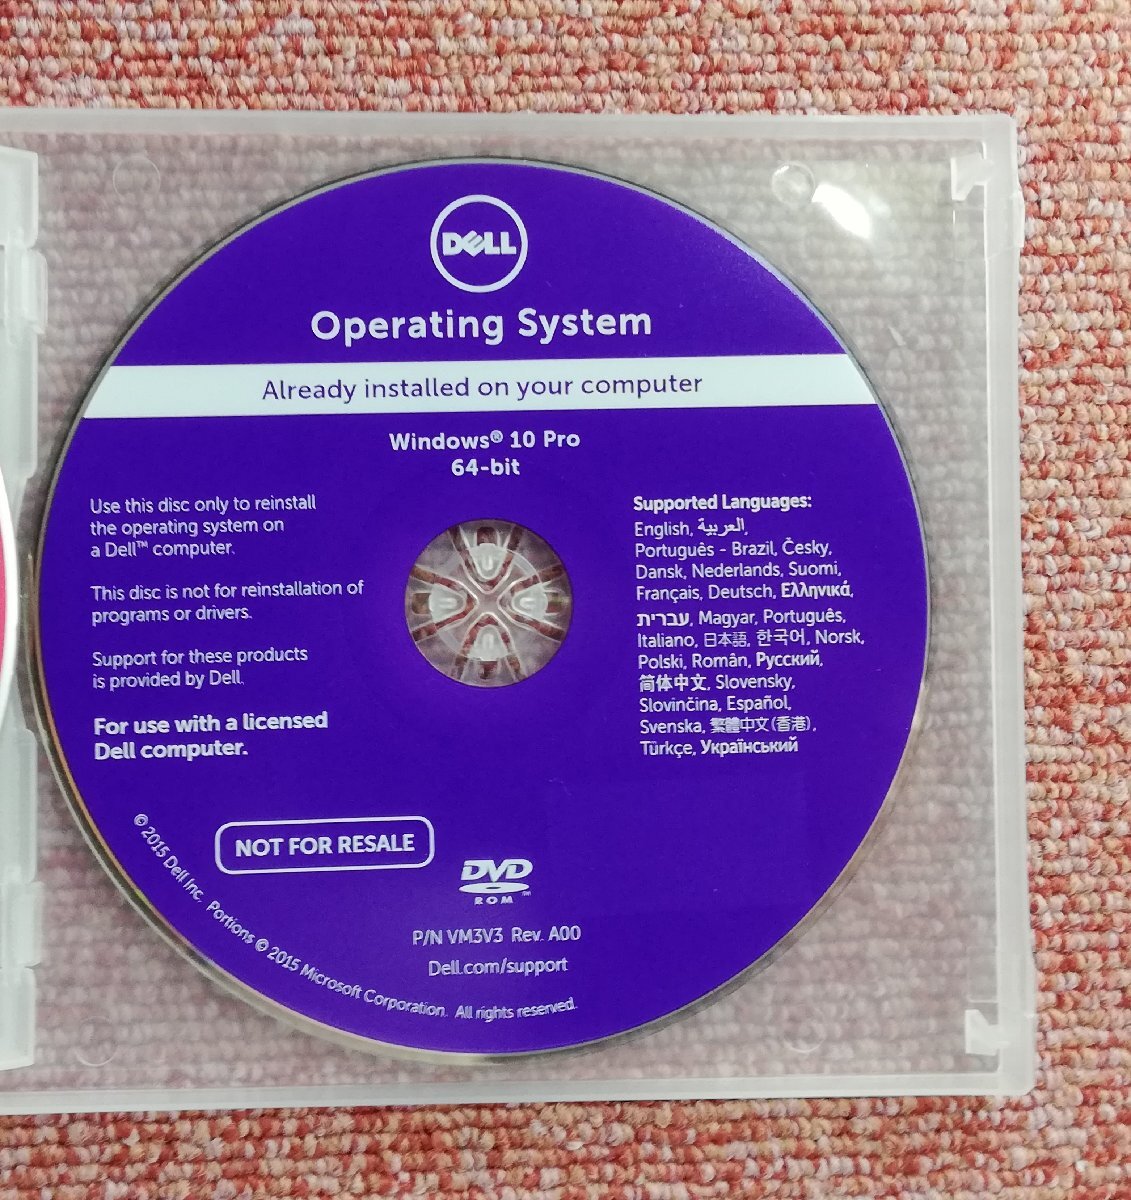 DELL
Operating System
Already installed on your computer
Windows® 10 Pro
64-bit
Use this disc only to reinstall
the operating system on
a Dell™ computer.
This disc is not for reinstallation of
programs or drivers.
Support for these products
is provided by Dell.
For use with a licensed
Dell computer.
Supported Languages:
English, العربية,
Português - Brazil, Česky,
Dansk, Nederlands, Suomi,
Français, Deutsch, Ελληνικά,
עברית, Magyar, Português,
Italiano, 日本語, 한국어, Norsk,
Polski, Român, Русский,
简体中文, Slovensky,
Slovinčina, Español,
Svenska, 繁體中文(香港),
Türkçe, Український
NOT FOR RESALE
DVD
ROM
™
P/N VM3V3 Rev. A00
Dell.com/support
© 2015 Dell Inc. Portions © 2015 Microsoft Corporation. All rights reserved.